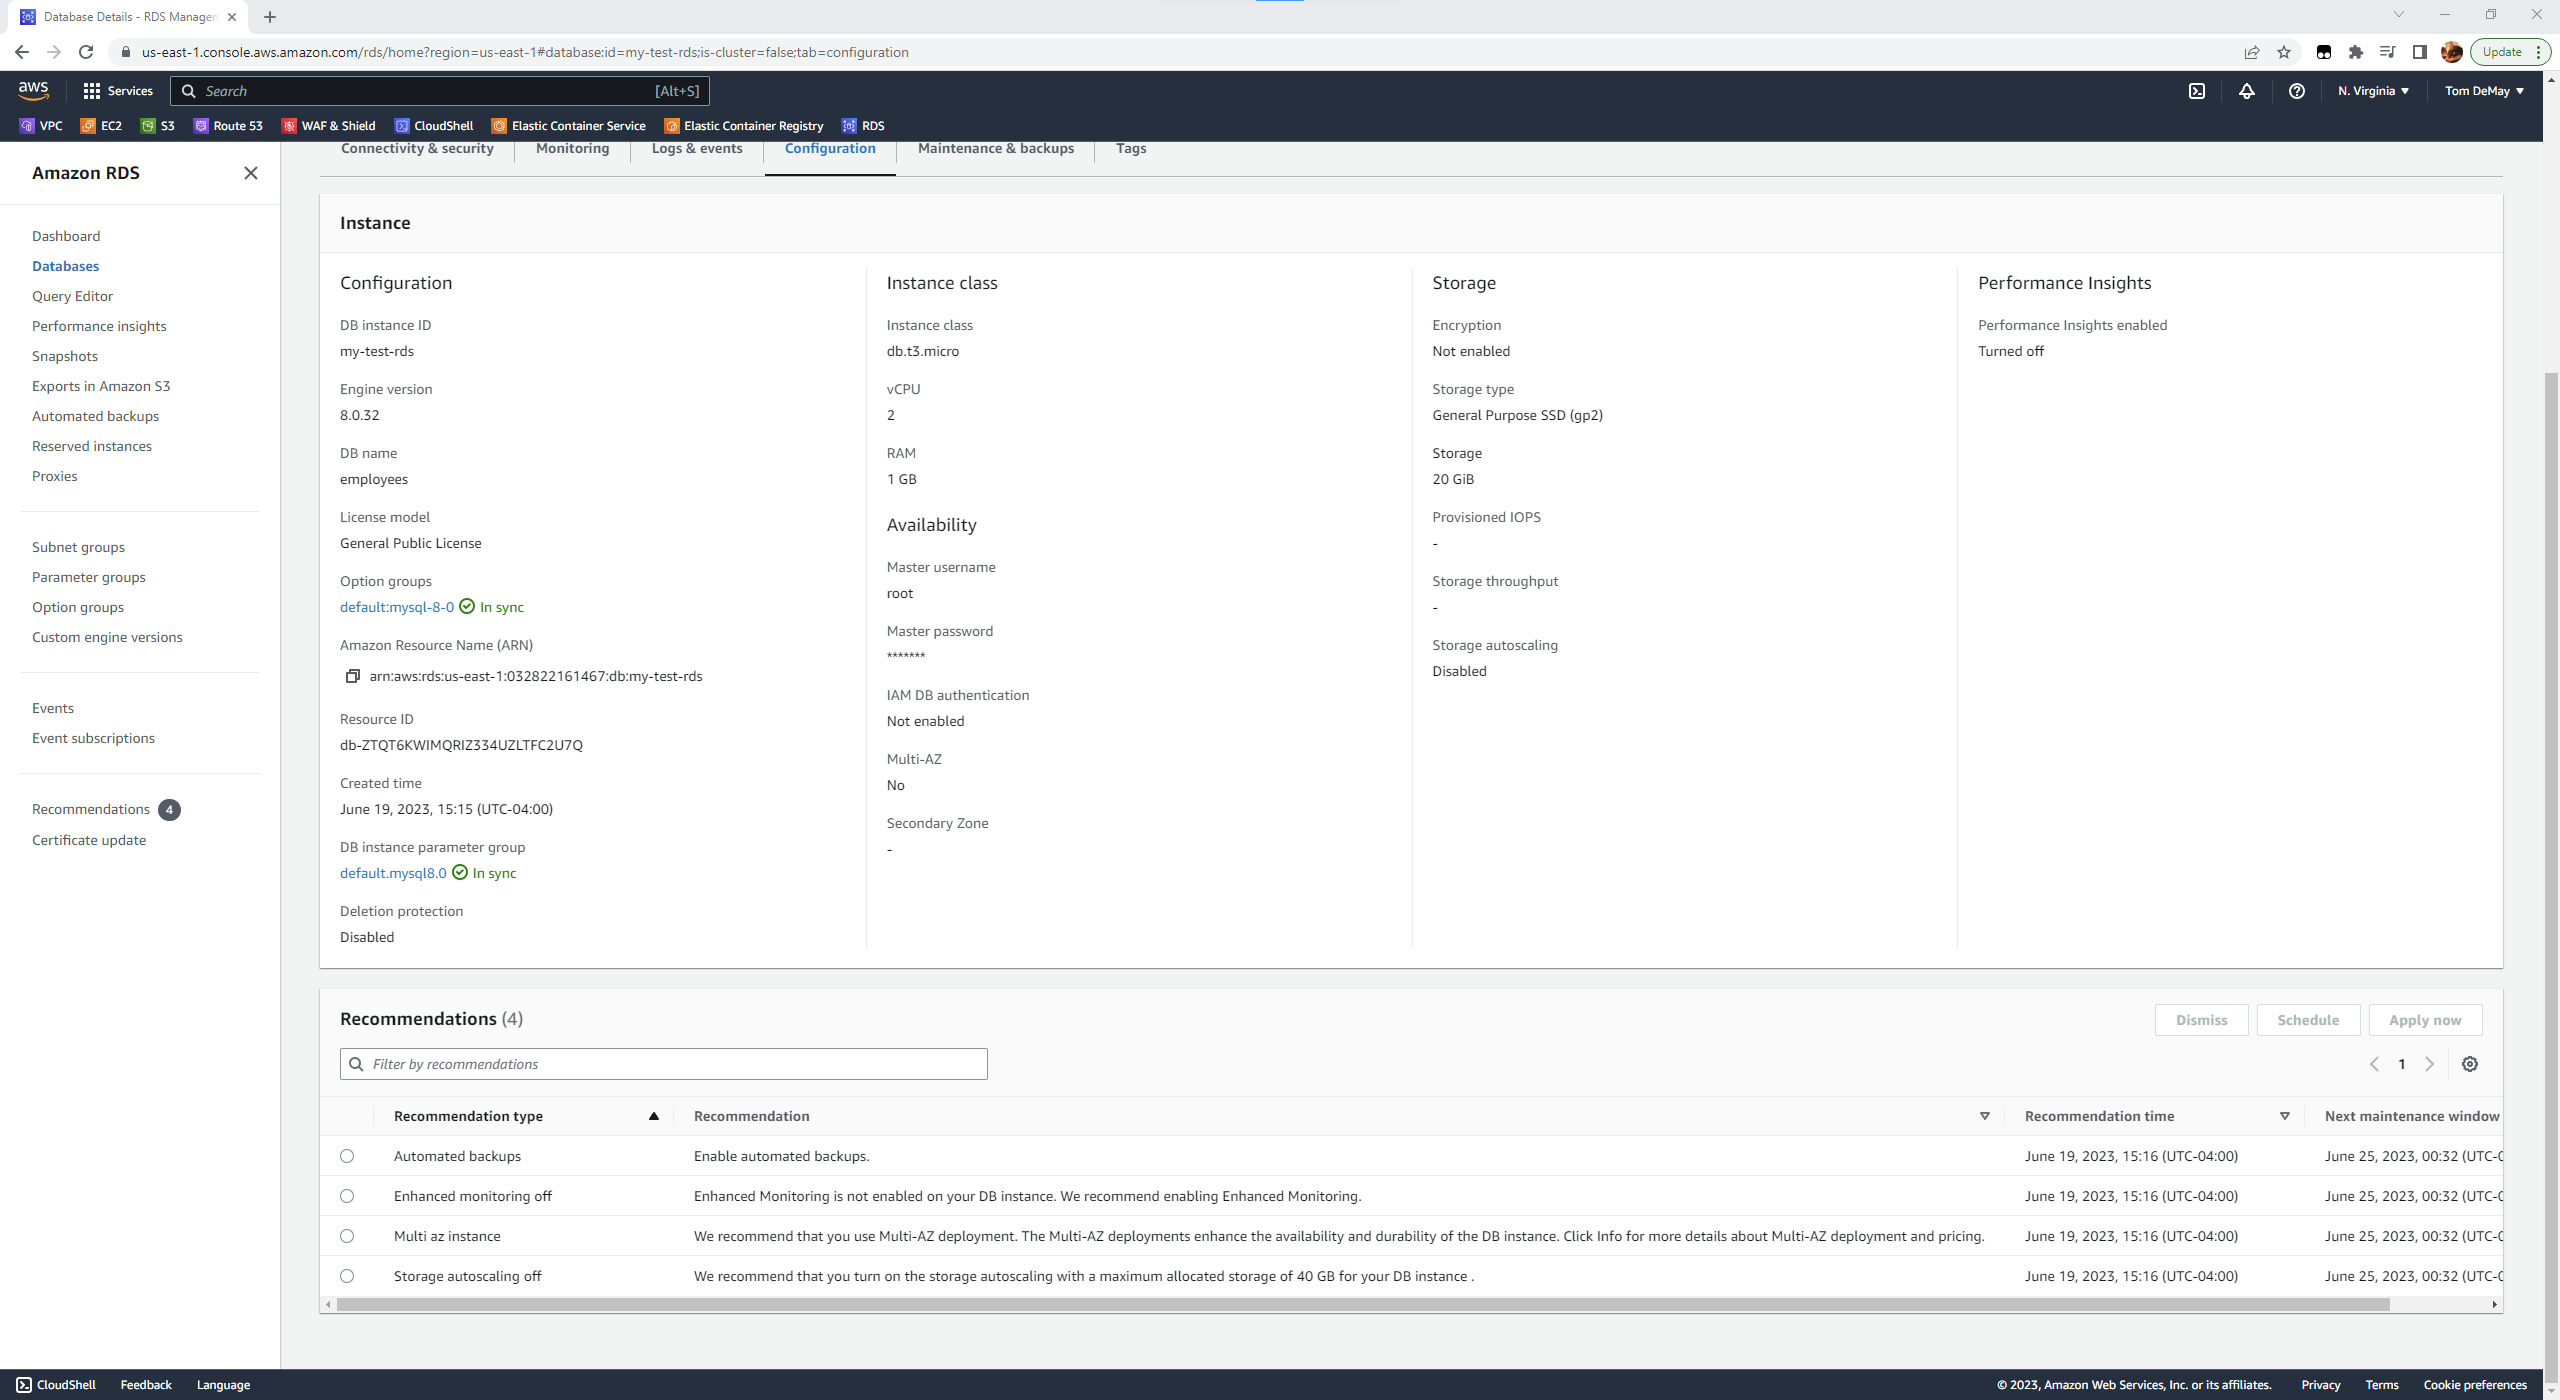 Database Details - RDS Manager
us-east-1.console.aws.amazon.com/rds/home?region=us-east-1#database:id=my-test-rds;is-cluster=false;tab=configuration
Update
aws
Services
Search
[Alt+S]
N. Virginia
Tom DeMay
VPC
EC2
S3
Route 53
WAF & Shield
CloudShell
Elastic Container Service
Elastic Container Registry
RDS
Amazon RDS
Dashboard
Databases
Query Editor
Performance insights
Snapshots
Exports in Amazon S3
Automated backups
Reserved instances
Proxies
Subnet groups
Parameter groups
Option groups
Custom engine versions
Events
Event subscriptions
Recommendations 4
Certificate update
Connectivity & security
Monitoring
Logs & events
Configuration
Maintenance & backups
Tags
Instance
Configuration
DB instance ID
my-test-rds
Engine version
8.0.32
DB name
employees
License model
General Public License
Option groups
default:mysql-8-0 In sync
Amazon Resource Name (ARN)
arn:aws:rds:us-east-1:032822161467:db:my-test-rds
Resource ID
db-ZTQT6KWIMQRIZ334UZLTFC2U7Q
Created time
June 19, 2023, 15:15 (UTC-04:00)
DB instance parameter group
default.mysql8.0 In sync
Deletion protection
Disabled
Instance class
Instance class
db.t3.micro
vCPU
2
RAM
1 GB
Availability
Master username
root
Master password
*******
IAM DB authentication
Not enabled
Multi-AZ
No
Secondary Zone
-
Storage
Encryption
Not enabled
Storage type
General Purpose SSD (gp2)
Storage
20 GiB
Provisioned IOPS
-
Storage throughput
-
Storage autoscaling
Disabled
Performance Insights
Performance Insights enabled
Turned off
Recommendations (4)
Dismiss
Schedule
Apply now
Filter by recommendations
1
Recommendation type
Recommendation
Recommendation time
Next maintenance window
Automated backups
Enable automated backups.
June 19, 2023, 15:16 (UTC-04:00)
June 25, 2023, 00:32 (UTC-0
Enhanced monitoring off
Enhanced Monitoring is not enabled on your DB instance. We recommend enabling Enhanced Monitoring.
June 19, 2023, 15:16 (UTC-04:00)
June 25, 2023, 00:32 (UTC-0
Multi az instance
We recommend that you use Multi-AZ deployment. The Multi-AZ deployments enhance the availability and durability of the DB instance. Click Info for more details about Multi-AZ deployment and pricing.
June 19, 2023, 15:16 (UTC-04:00)
June 25, 2023, 00:32 (UTC-0
Storage autoscaling off
We recommend that you turn on the storage autoscaling with a maximum allocated storage of 40 GB for your DB instance .
June 19, 2023, 15:16 (UTC-04:00)
June 25, 2023, 00:32 (UTC-0
CloudShell
Feedback
Language
© 2023, Amazon Web Services, Inc. or its affiliates.
Privacy
Terms
Cookie preferences